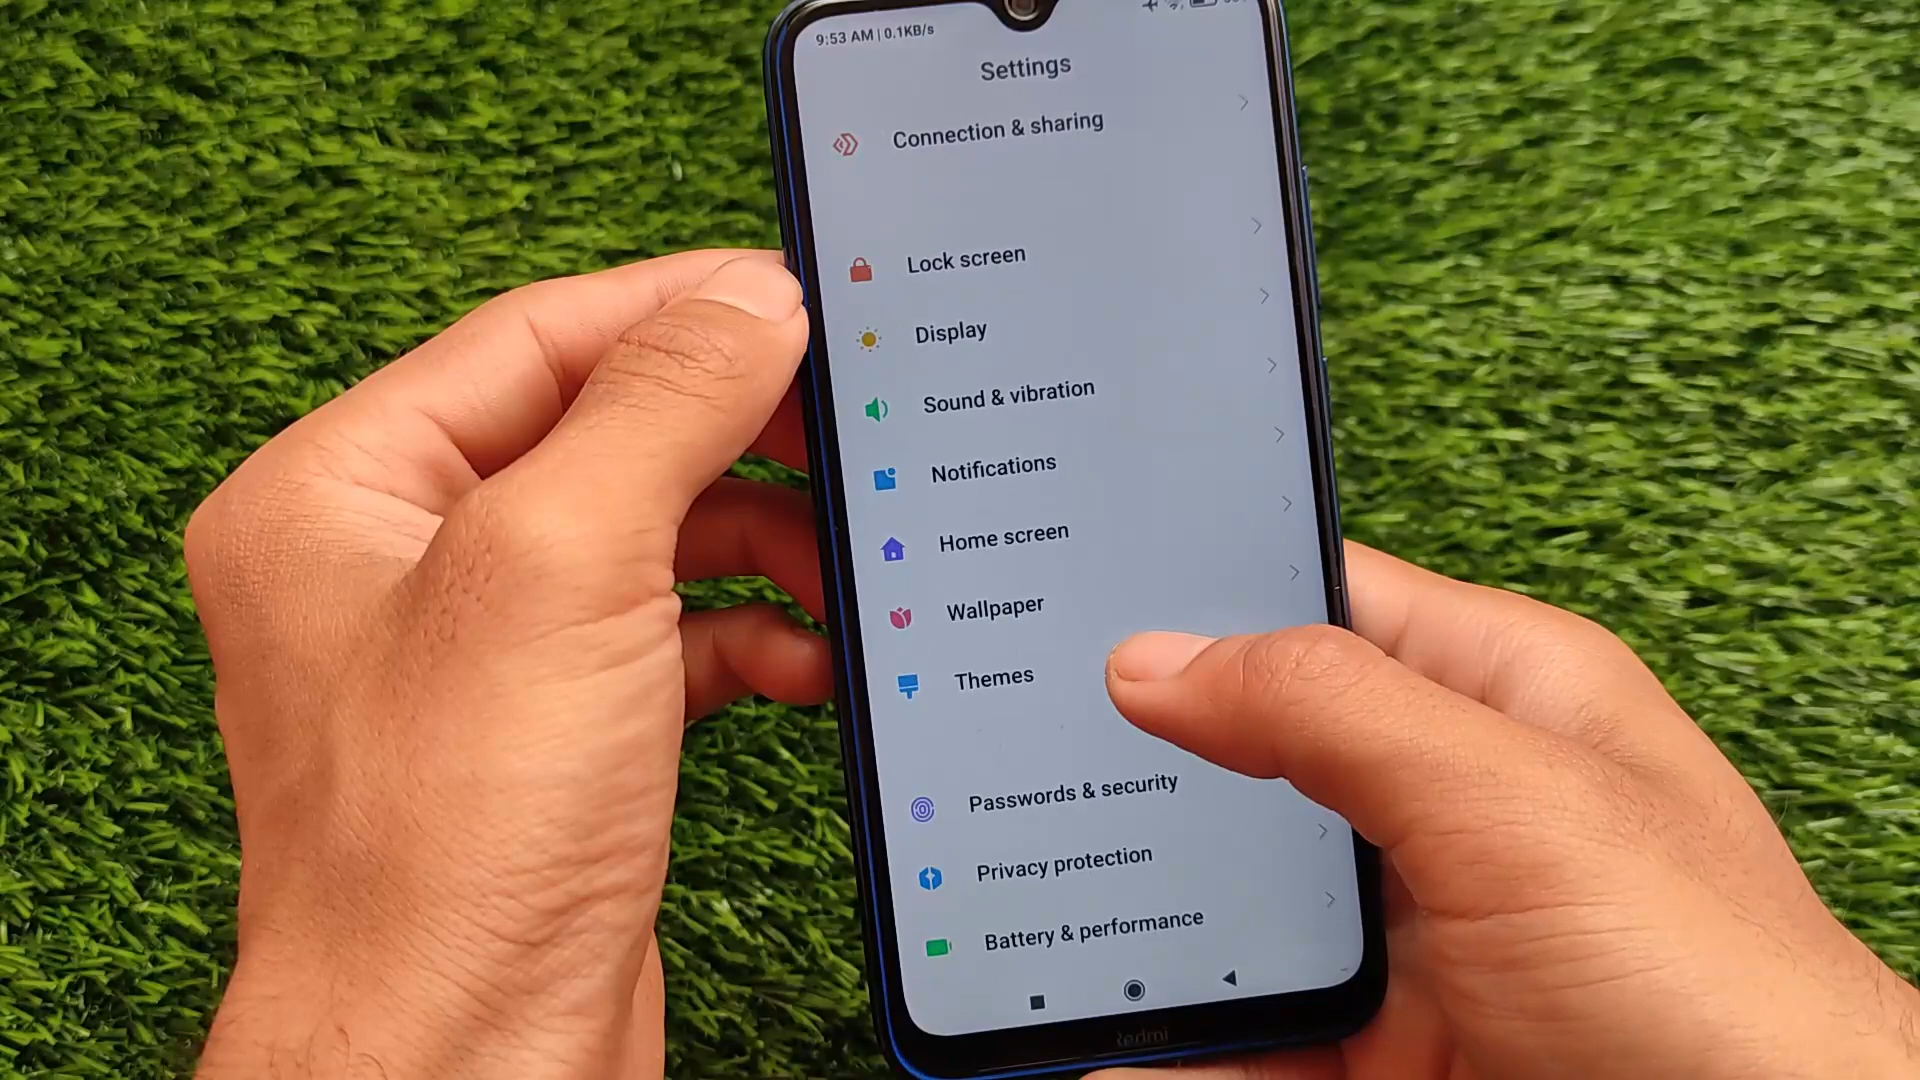 9:53 AM | 0.1KB/s
Settings
Connection & sharing
Lock screen
Display
Sound & vibration
Notifications
Home screen
Wallpaper
Themes
Passwords & security
Privacy protection
Battery & performance
Redmi